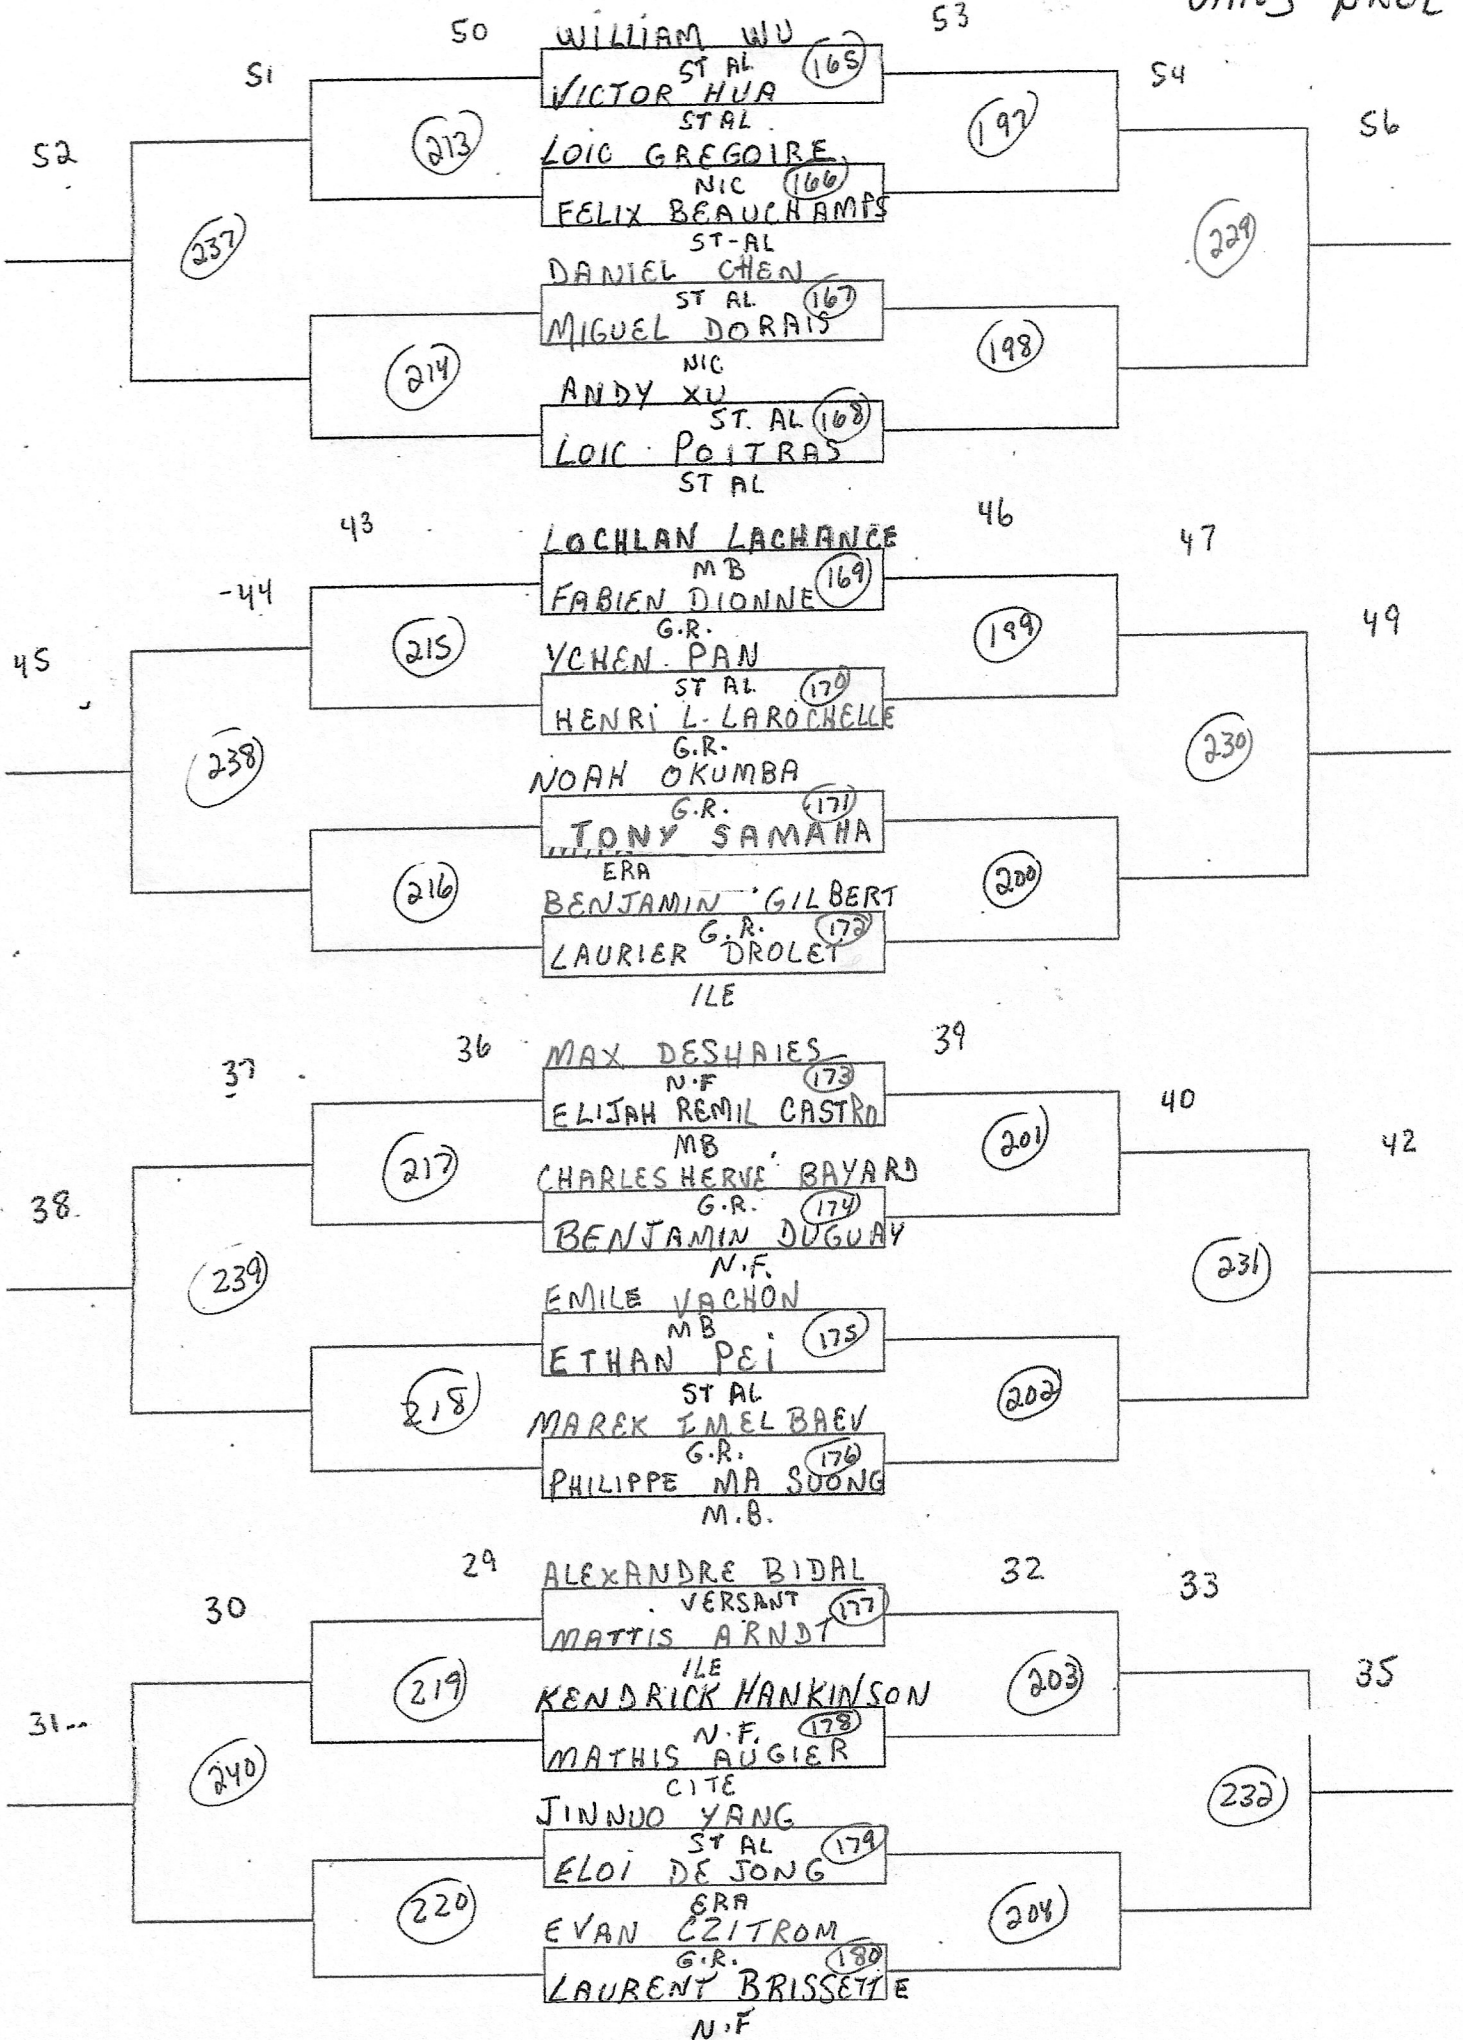 50 WILLIAM WU 53
51 ST AL 165 54
VICTOR HUA
52 213 ST AL 197 56
LOIC GREGOIRE
NIC 166
FELIX BEAUCHAMPS
237 ST-AL 229
DANIEL CHEN
ST AL 167
MIGUEL DORAIS
214 NIC 198
ANDY XU
ST. AL 168
LOIC POITRAS
ST AL
43 LOCHLAN LACHANCE 46 47
-44 MB 169
FABIEN DIONNE 49
45 215 G.R. 199
YCHEN PAN
ST AL 170
HENRI L. LAROCHELLE
238 G.R. 230
NOAH OKUMBA
G.R. 171
TONY SAMAHA
216 ERA 200
BENJAMIN GILBERT
G.R. 172
LAURIER DROLET
ILE
36 MAX DESHAIES 39
37 N.F 173 40
ELIJAH REMIL CASTRO
217 MB 201 42
CHARLES HERVE BAYARD
38 G.R. 174
BENJAMIN DUGUAY
239 N.F. 231
EMILE VACHON
MB 175
ETHAN PEI
218 ST AL 202
MAREK IMELBAEV
G.R. 176
PHILIPPE MA SUONG
M.B.
29 ALEXANDRE BIDAL 32 33
30 VERSANT 177
MATTIS ARNDT
219 ILE 203 35
KENDRICK HANKINSON
31 N.F. 178
MATHIS AUGIER
240 CITE 232
JINNUO YANG
ST AL 179
ELOI DE JONG
220 ERA 204
EVAN CZITROM
G.R. 180
LAURENT BRISSETTE
N.F